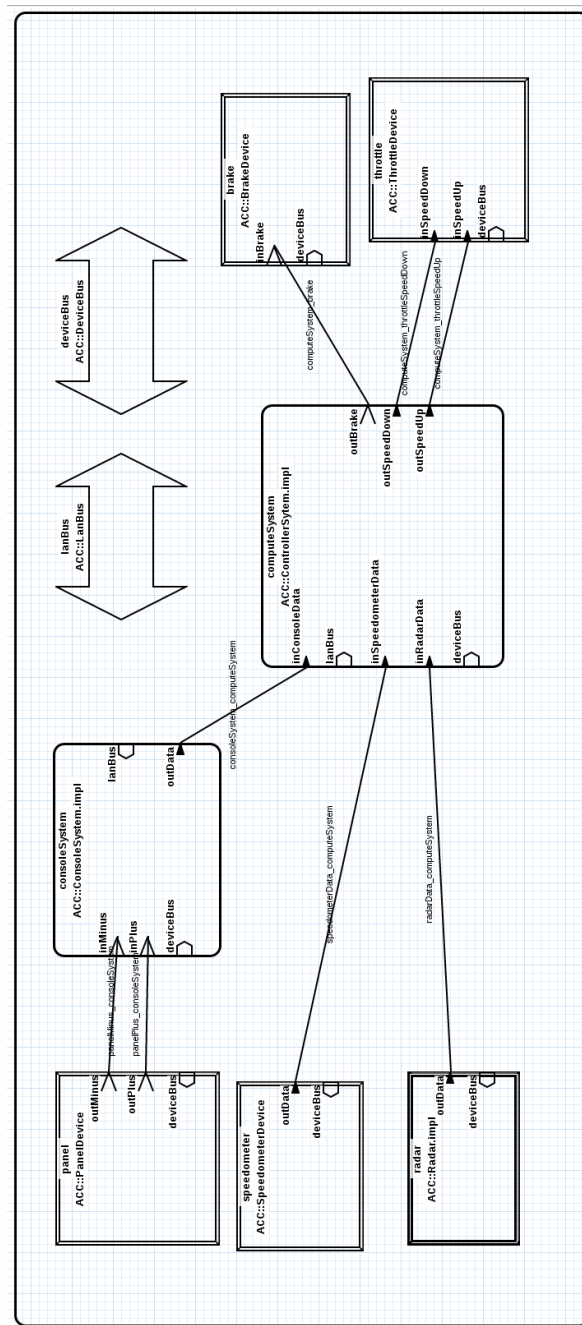 panel
ACC::PanelDevice
outMinus
outPlus
deviceBus
speedometer
ACC::SpeedometerDevice
outData
deviceBus
radar
ACC::Radar.impl
outData
deviceBus
panelMinus_consoleSystem
panelPlus_consoleSystem
consoleSystem
ACC::ConsoleSystem.impl
inMinus
inPlus
deviceBus
lanBus
outData
speedometerData_computeSystem
radarData_computeSystem
consoleSystem_computeSystem
lanBus
ACC::LanBus
computeSystem
ACC::ControllerSytem.impl
inConsoleData
lanBus
inSpeedometerData
inRadarData
deviceBus
outBrake
outSpeedDown
outSpeedUp
deviceBus
ACC::DeviceBus
computeSystem_brake
computeSystem_throttleSpeedDown
computeSystem_throttleSpeedUp
brake
ACC::BrakeDevice
inBrake
deviceBus
throttle
ACC::ThrottleDevice
inSpeedDown
inSpeedUp
deviceBus